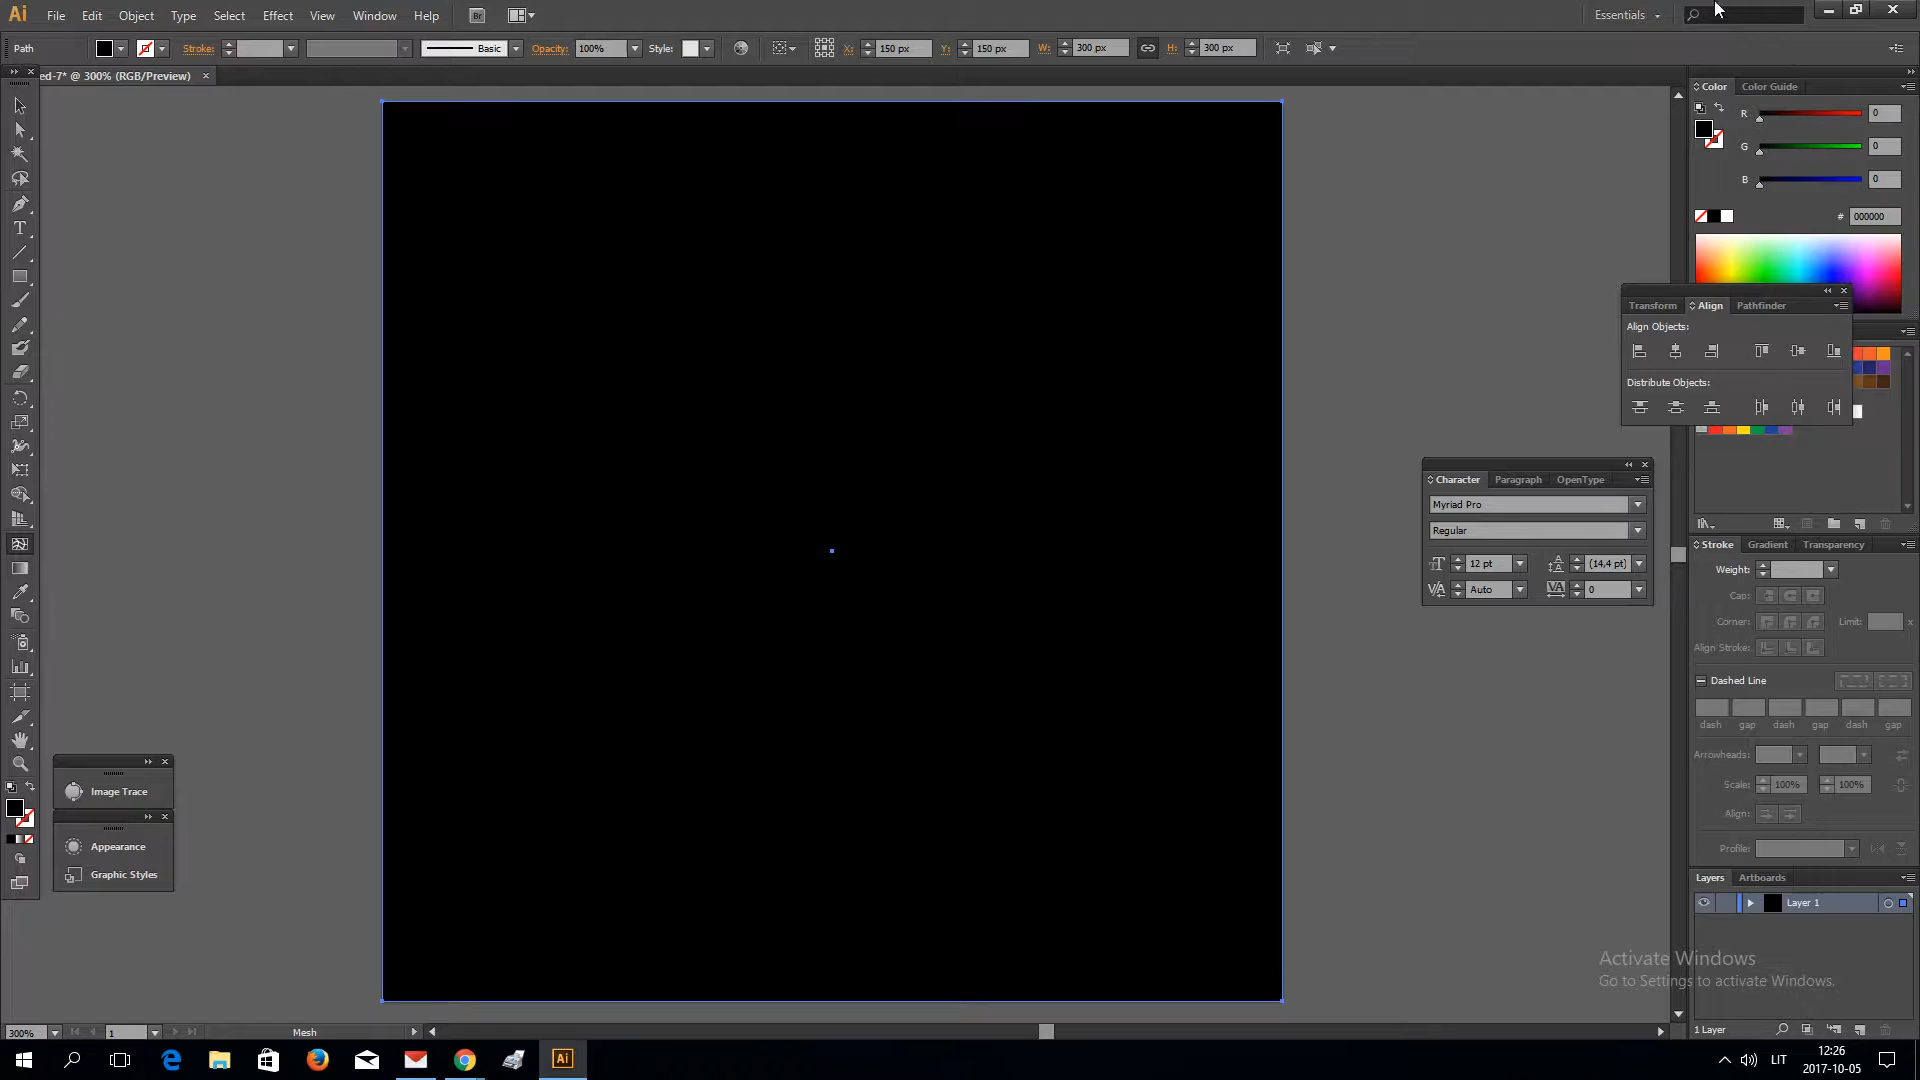 Ai File Edit Object Type Select Effect View Window Help Br Essentials
Path Stroke: Basic Opacity: 100% Style: X: 150 px Y: 150 px W: 300 px H: 300 px
ed-7* @ 300% (RGB/Preview)
Color Color Guide
R 0
G 0
B 0
# 000000
Transform Align Pathfinder
Align Objects:
Distribute Objects:
Character Paragraph OpenType
Myriad Pro
Regular
12 pt (14,4 pt)
Auto 0
Stroke Gradient Transparency
Weight:
Cap:
Corner: Limit: x
Align Stroke:
Dashed Line
dash gap dash gap dash gap
Arrowheads:
Scale: 100% 100%
Align:
Profile:
Image Trace
Appearance
Graphic Styles
Layers Artboards
Layer 1
Activate Windows
Go to Settings to activate Windows.
1 Layer
300% 1 Mesh
Ai LIT 12:26
2017-10-05